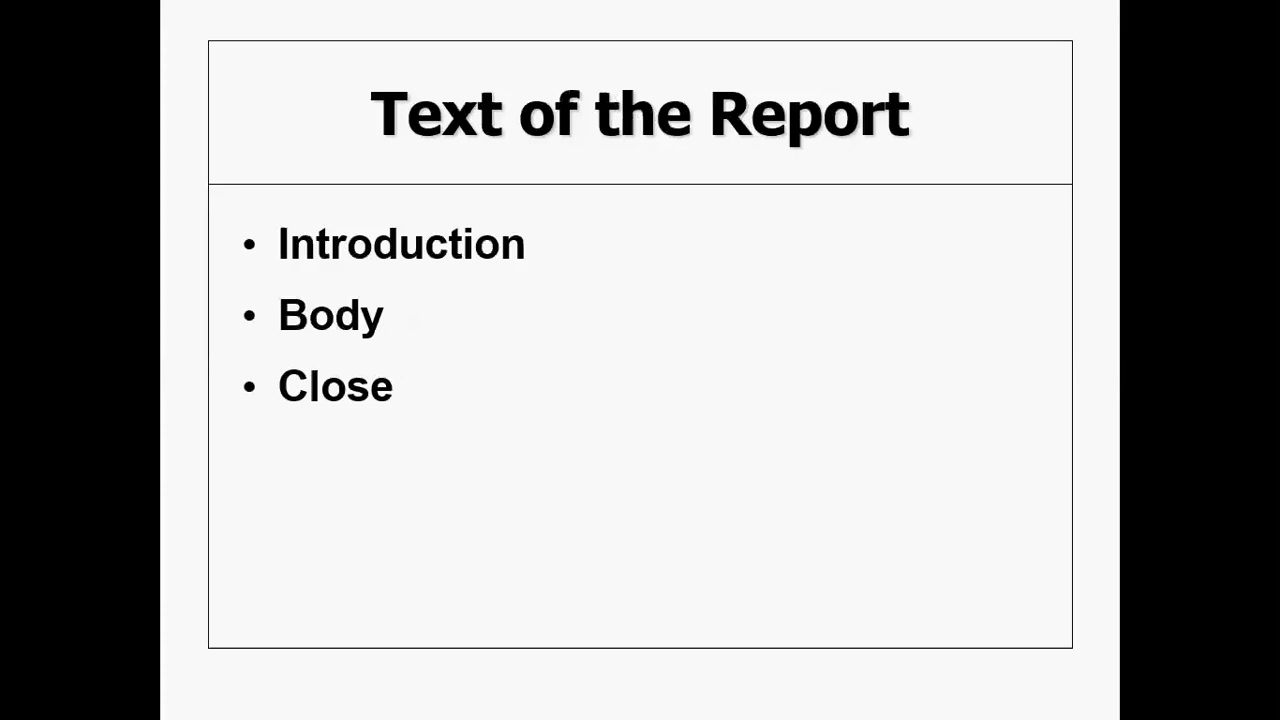 Text of the Report
• Introduction
• Body
• Close